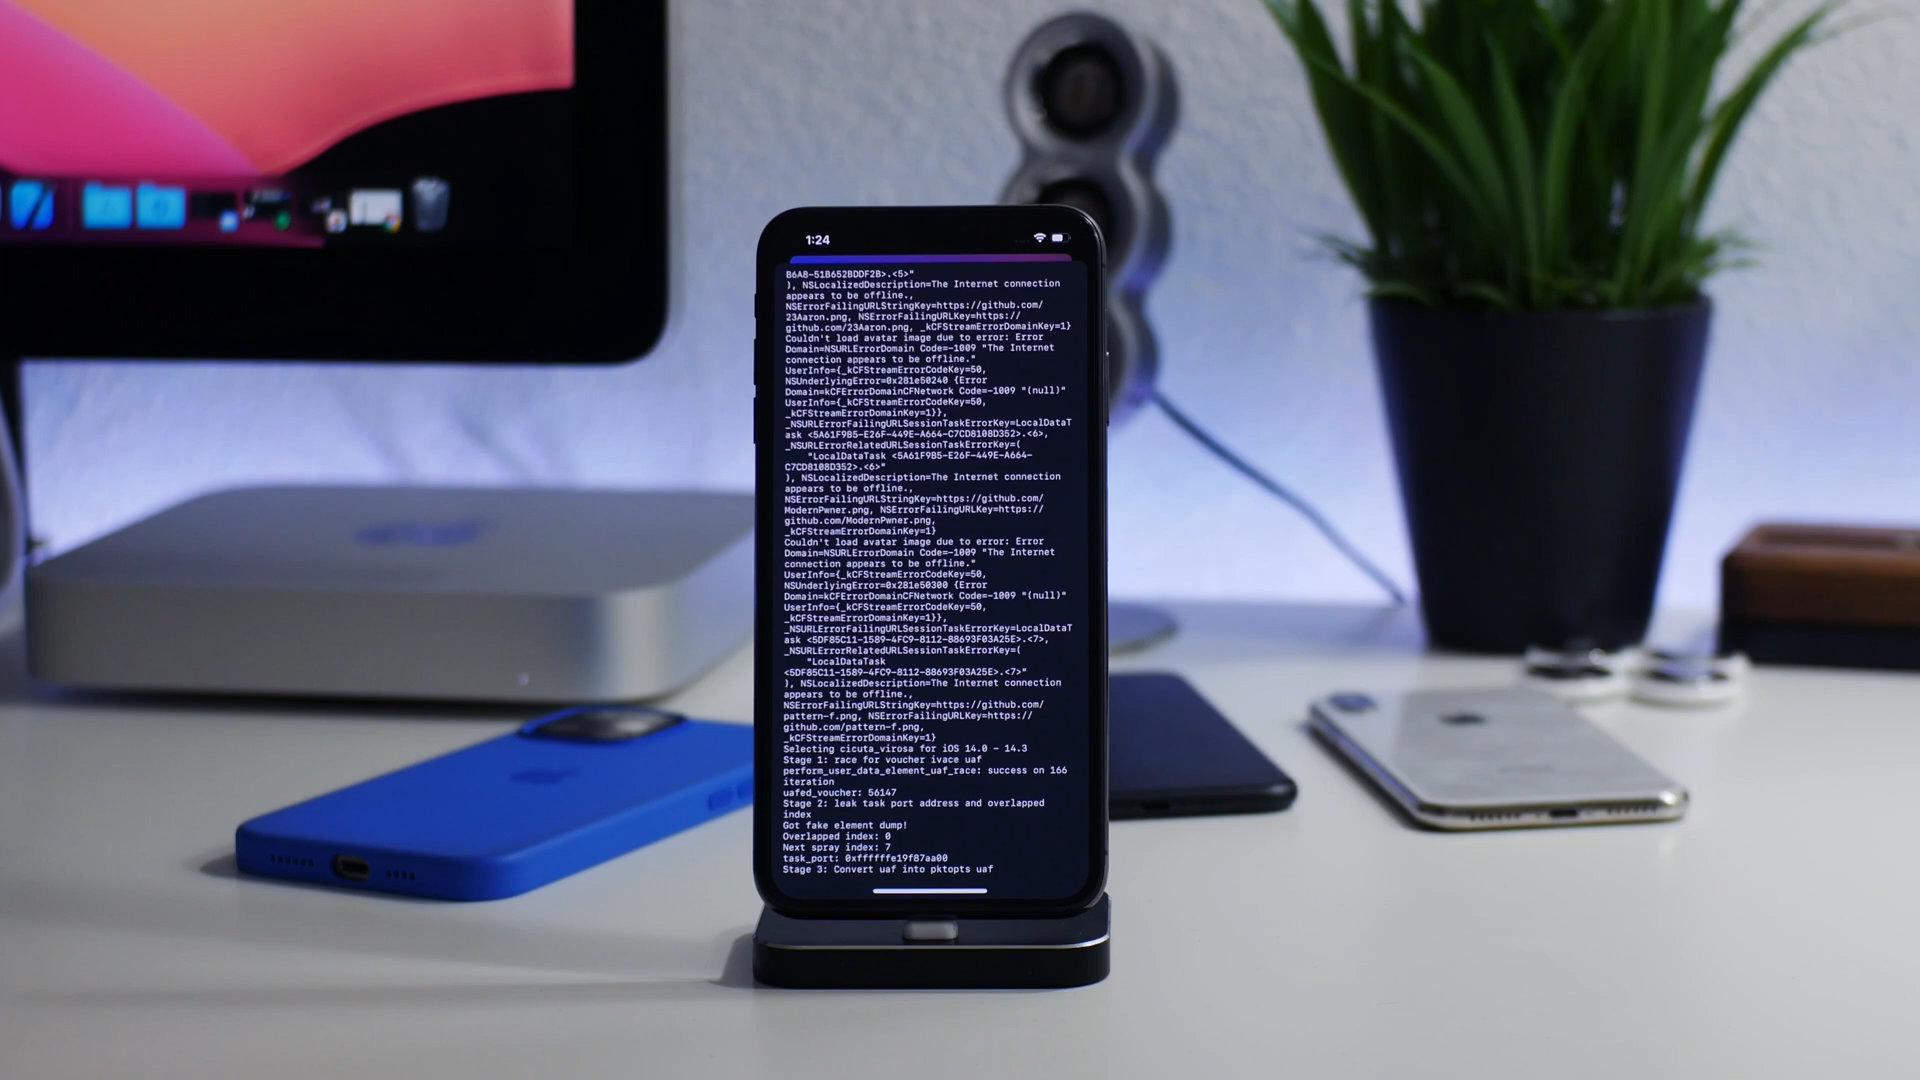 1:24
B6A8-51B652BDDF2B>.<5>"
), NSLocalizedDescription=The Internet connection
appears to be offline.,
NSErrorFailingURLStringKey=https://github.com/
23Aaron.png, NSErrorFailingURLKey=https://
github.com/23Aaron.png, _kCFStreamErrorDomainKey=1}
Couldn't load avatar image due to error: Error
Domain=NSURLErrorDomain Code=-1009 "The Internet
connection appears to be offline."
UserInfo={_kCFStreamErrorCodeKey=50,
NSUnderlyingError=0x281e50240 {Error
Domain=kCFErrorDomainCFNetwork Code=-1009 "(null)"
UserInfo={_kCFStreamErrorCodeKey=50,
_kCFStreamErrorDomainKey=1}},
_NSURLErrorFailingURLSessionTaskErrorKey=LocalDataT
ask <5A61F9B5-E26F-449E-A664-C7CD8108D352>.<6>,
_NSURLErrorRelatedURLSessionTaskErrorKey=(
"LocalDataTask <5A61F9B5-E26F-449E-A664-
C7CD8108D352>.<6>"
), NSLocalizedDescription=The Internet connection
appears to be offline.,
NSErrorFailingURLStringKey=https://github.com/
ModernPwner.png, NSErrorFailingURLKey=https://
github.com/ModernPwner.png,
_kCFStreamErrorDomainKey=1}
Couldn't load avatar image due to error: Error
Domain=NSURLErrorDomain Code=-1009 "The Internet
connection appears to be offline."
UserInfo={_kCFStreamErrorCodeKey=50,
NSUnderlyingError=0x281e50300 {Error
Domain=kCFErrorDomainCFNetwork Code=-1009 "(null)"
UserInfo={_kCFStreamErrorCodeKey=50,
_kCFStreamErrorDomainKey=1}},
_NSURLErrorFailingURLSessionTaskErrorKey=LocalDataT
ask <5DF85C11-1589-4FC9-8112-88693F03A25E>.<7>,
_NSURLErrorRelatedURLSessionTaskErrorKey=(
"LocalDataTask
<5DF85C11-1589-4FC9-8112-88693F03A25E>.<7>"
), NSLocalizedDescription=The Internet connection
appears to be offline.,
NSErrorFailingURLStringKey=https://github.com/
pattern-f.png, NSErrorFailingURLKey=https://
github.com/pattern-f.png,
_kCFStreamErrorDomainKey=1}
Selecting cicuta_virosa for iOS 14.0 - 14.3
Stage 1: race for voucher ivace uaf
perform_user_data_element_uaf_race: success on 166
iteration
uafed_voucher: 56147
Stage 2: leak task port address and overlapped
index
Got fake element dump!
Overlapped index: 0
Next spray index: 7
task_port: 0xffffffe19f87aa00
Stage 3: Convert uaf into pktopts uaf